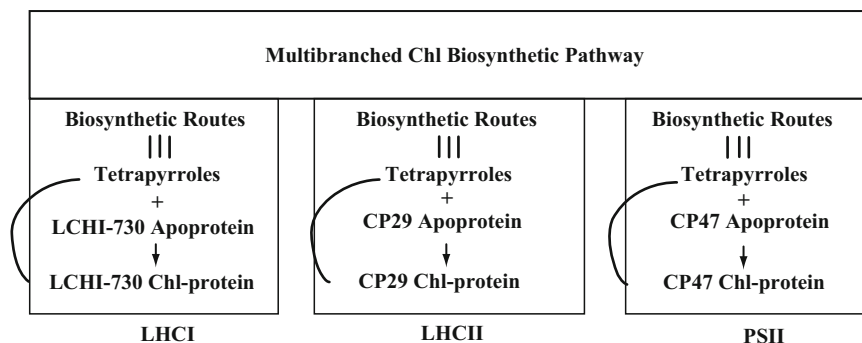 Multibranched Chl Biosynthetic Pathway
Biosynthetic Routes
Tetrapyrroles
+
LCHI-730 Apoprotein
LCHI-730 Chl-protein
LHCI
Biosynthetic Routes
Tetrapyrroles
+
CP29 Apoprotein
CP29 Chl-protein
LHCII
Biosynthetic Routes
Tetrapyrroles
+
CP47 Apoprotein
CP47 Chl-protein
PSII